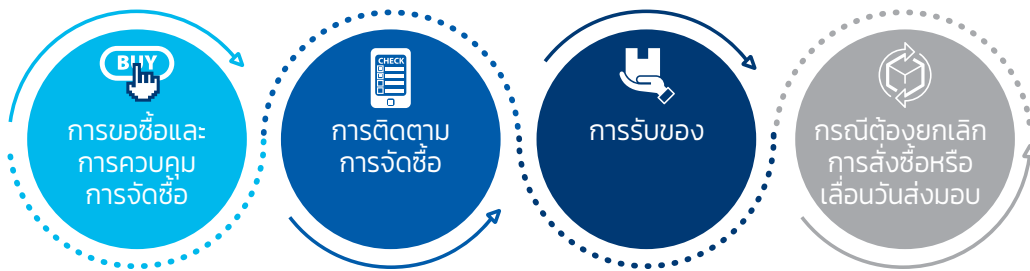 BUY
การขอซื้อและ
การควบคุม
การจัดซื้อ
CHECK
การติดตาม
การจัดซื้อ
การรับของ
กรณีต้องยกเลิก
การสั่งซื้อหรือ
เลื่อนวันส่งมอบ